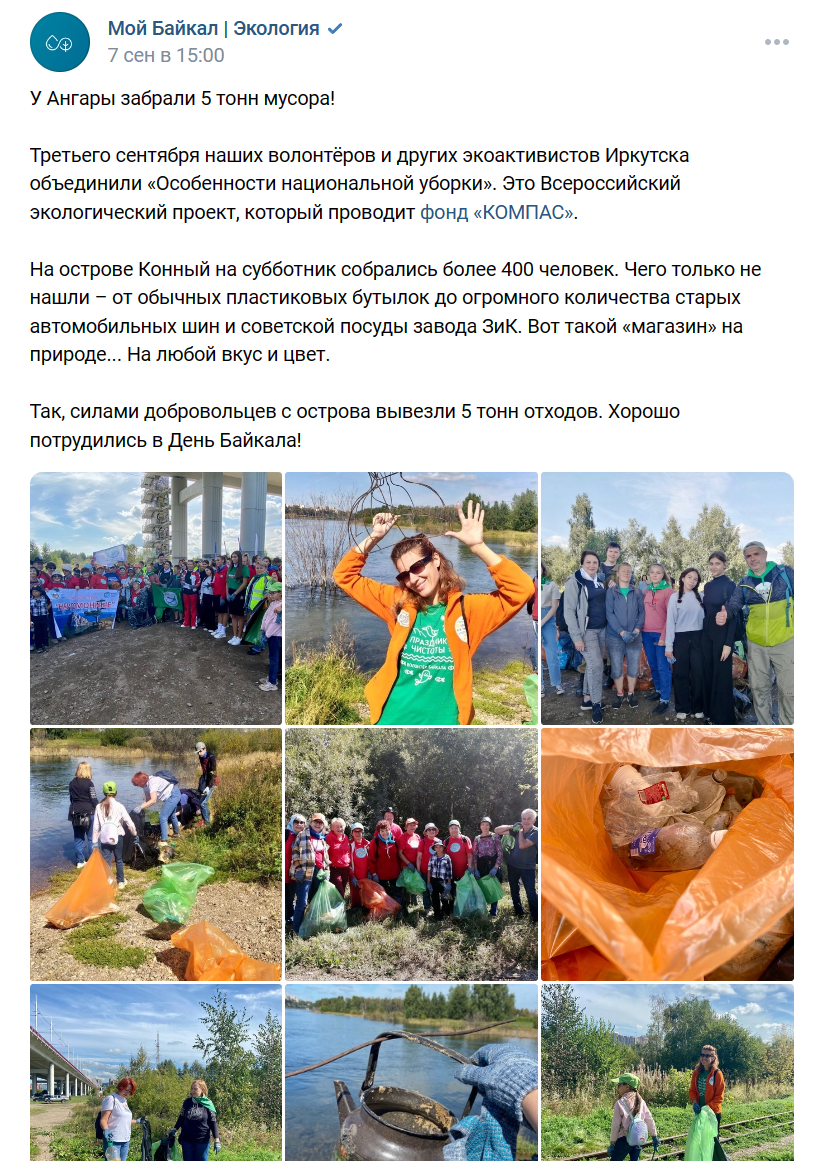 Мой Байкал | Экология
7 сен в 15:00
У Ангары забрали 5 тонн мусора!
Третьего сентября наших волонтёров и других экоактивистов Иркутска
объединили «Особенности национальной уборки». Это Всероссийский
экологический проект, который проводит фонд «КОМПАС».
На острове Конный на субботник собрались более 400 человек. Чего только не
нашли – от обычных пластиковых бутылок до огромного количества старых
автомобильных шин и советской посуды завода ЗиК. Вот такой «магазин» на
природе... На любой вкус и цвет.
Так, силами добровольцев с острова вывезли 5 тонн отходов. Хорошо
потрудились в День Байкала!
ПРАЗДНИК
ЧИСТОТЫ